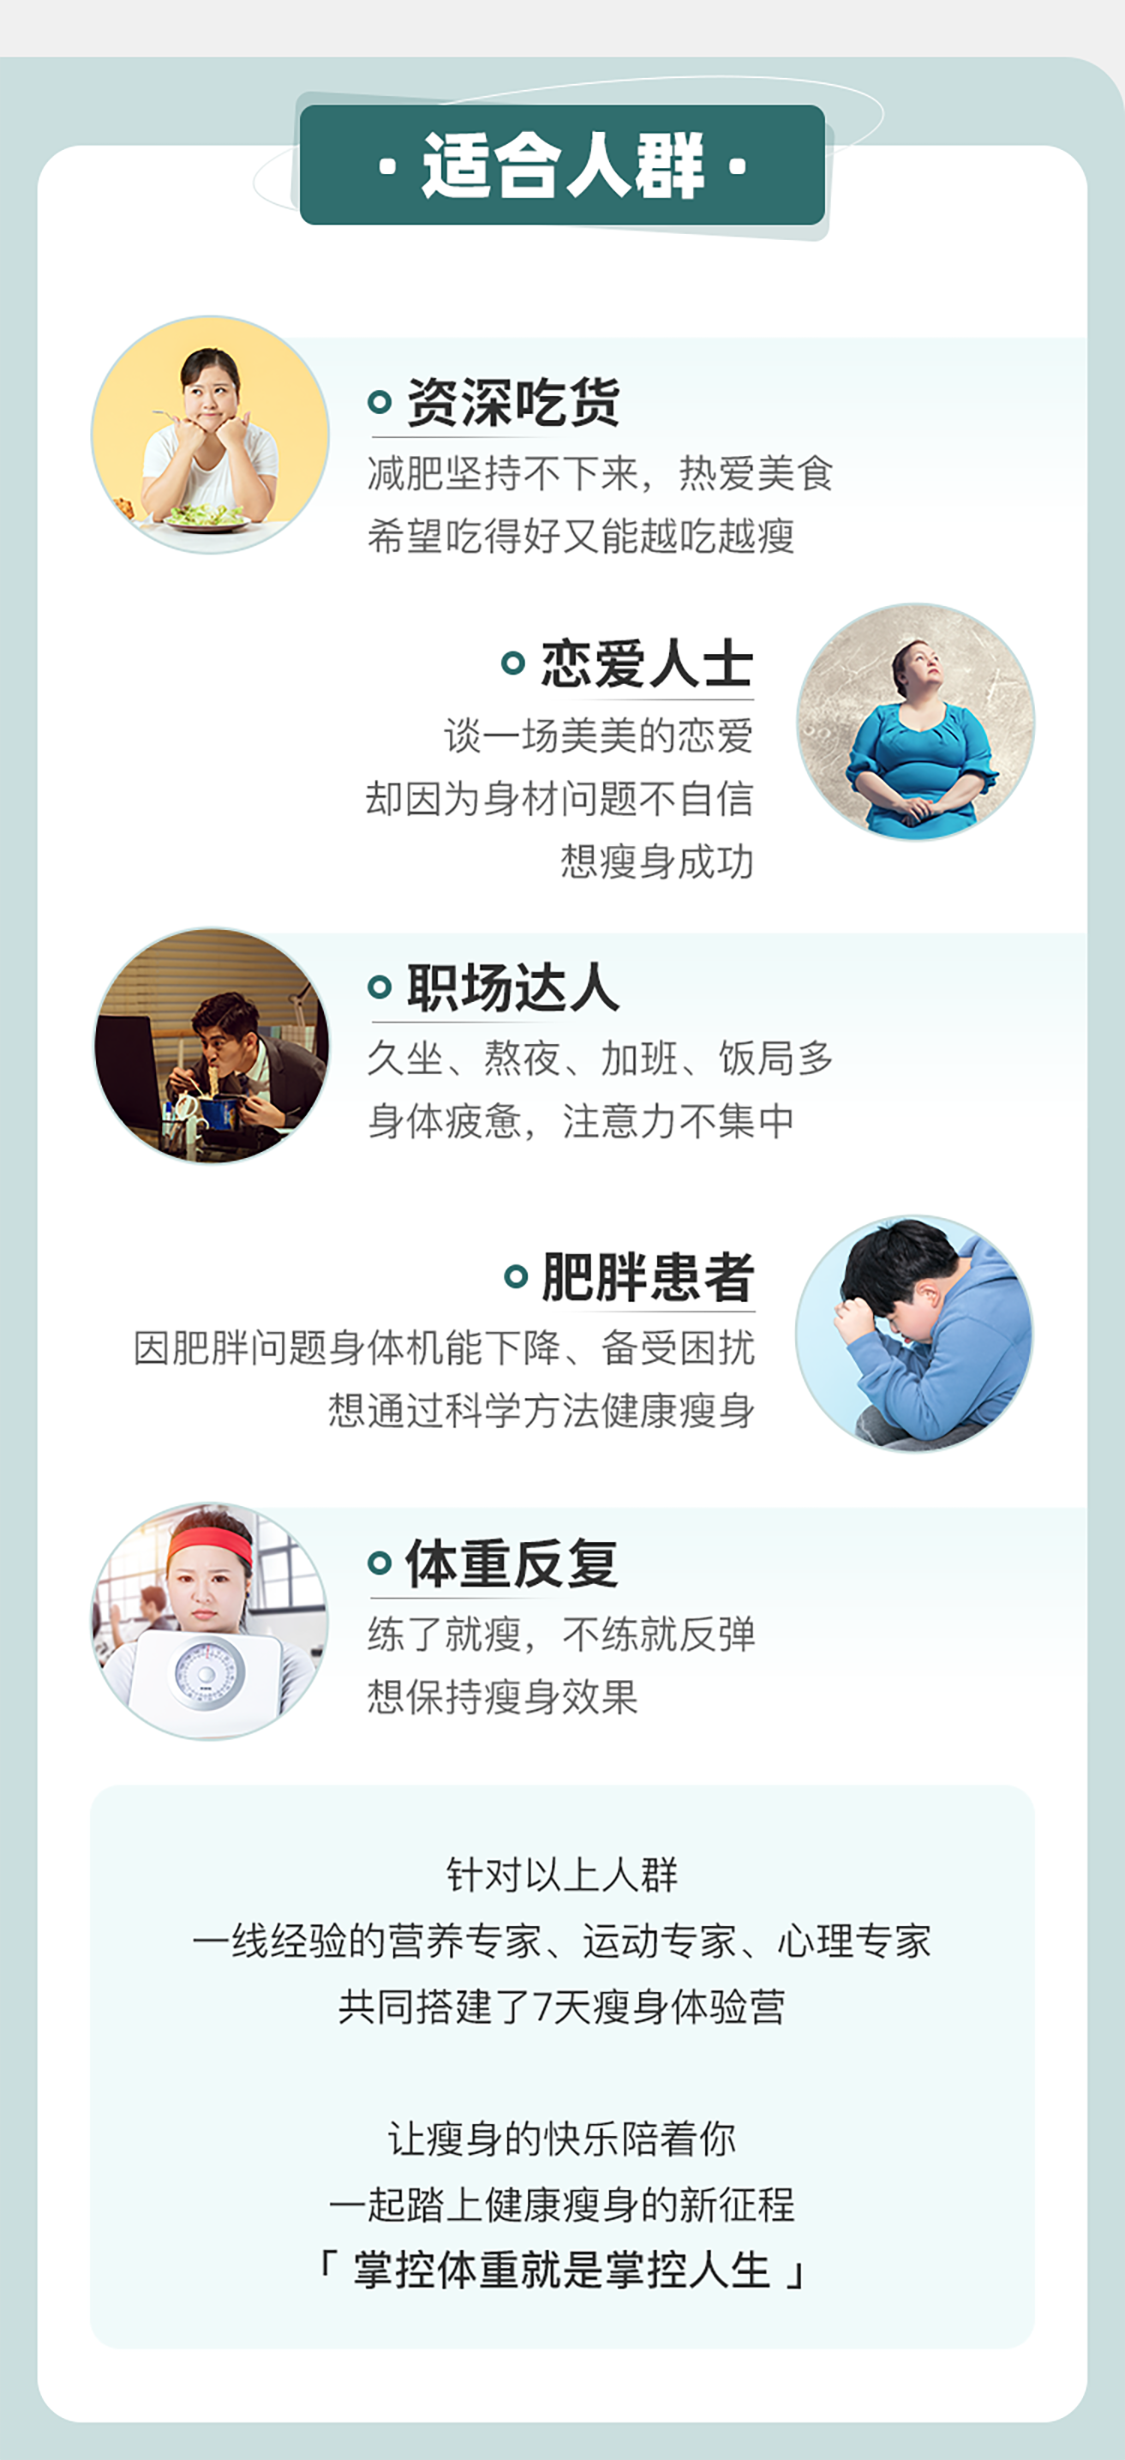 ·适合人群·
资深吃货
减肥坚持不下来，热爱美食
希望吃得好又能越吃越瘦
恋爱人士
谈一场美美的恋爱
却因为身材问题不自信
想瘦身成功
职场达人
久坐、熬夜、加班、饭局多
身体疲惫，注意力不集中
肥胖患者
因肥胖问题身体机能下降、备受困扰
想通过科学方法健康瘦身
体重反复
练了就瘦，不练就反弹
想保持瘦身效果
针对以上人群
一线经验的营养专家、运动专家、心理专家
共同搭建了7天瘦身体验营
让瘦身的快乐陪着你
一起踏上健康瘦身的新征程
「 掌控体重就是掌控人生 」